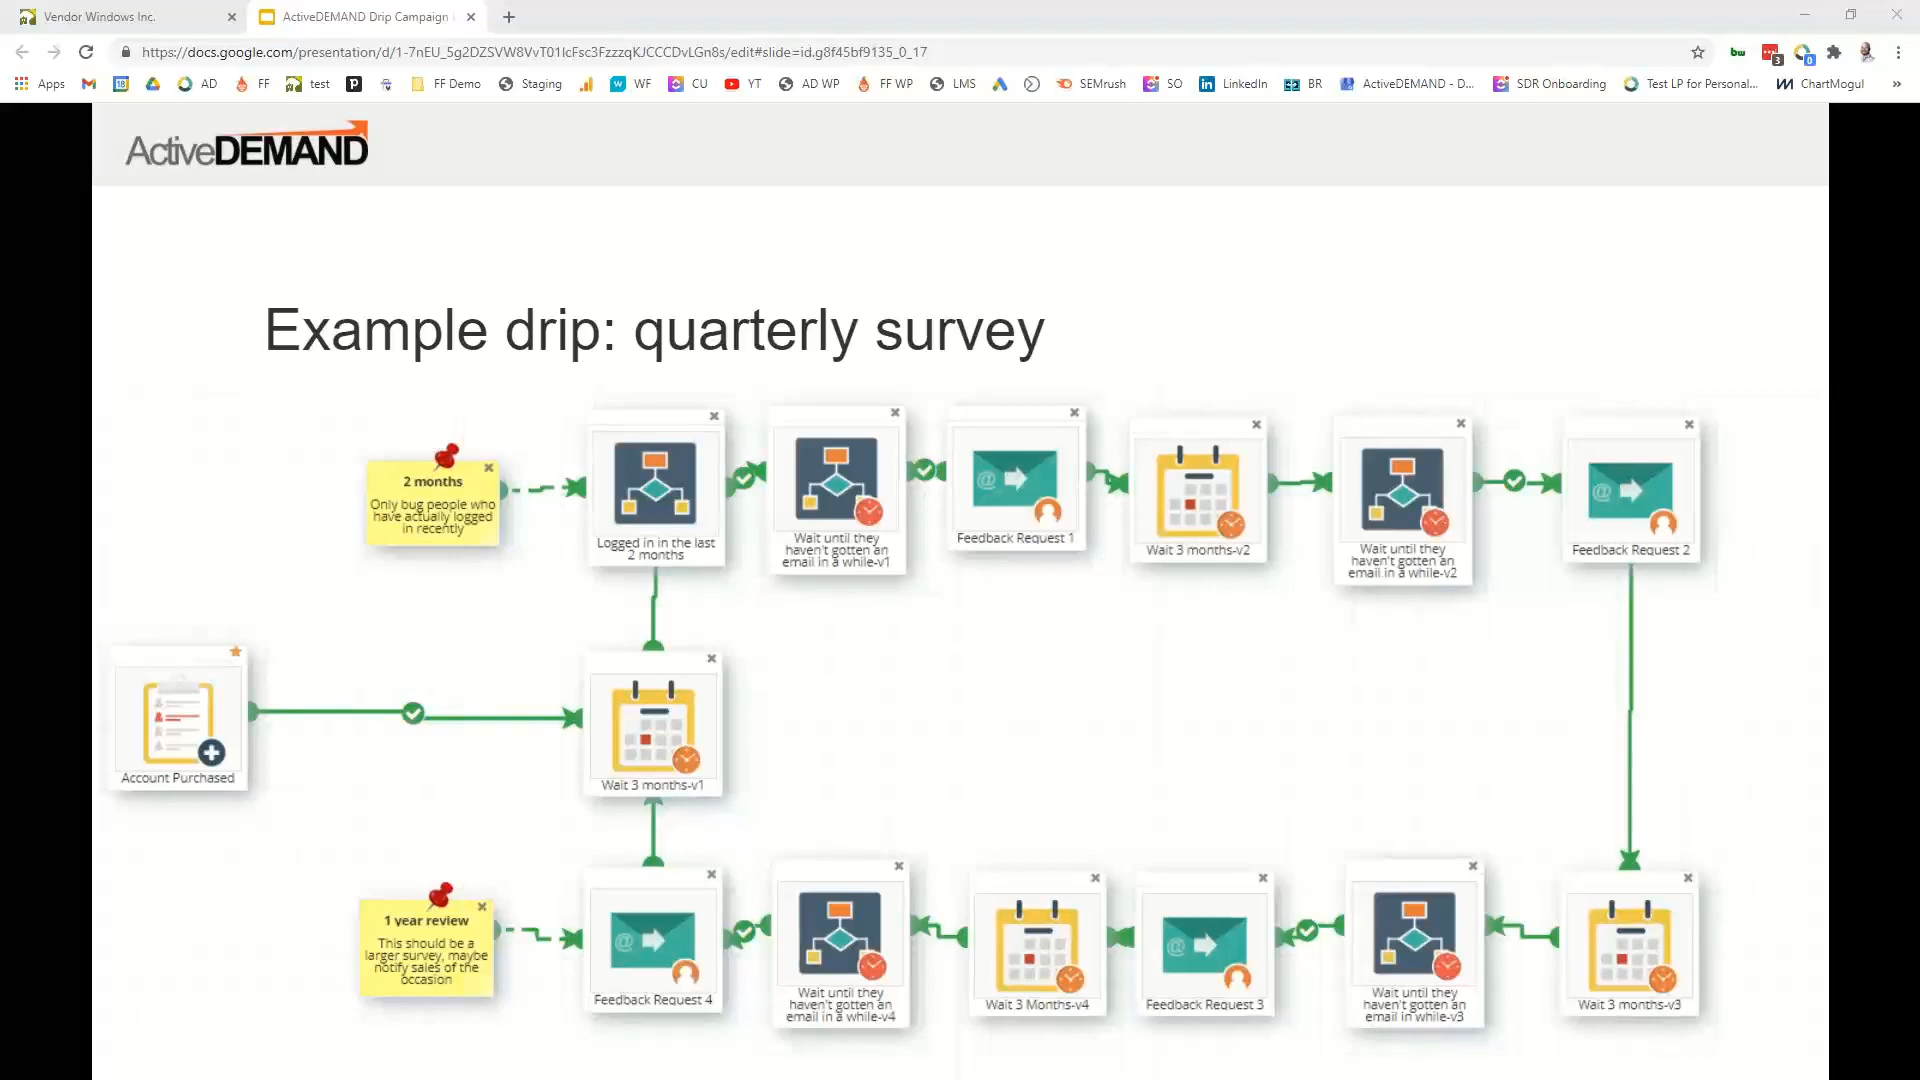 Vendor Windows Inc.
ActiveDEMAND Drip Campaign
https://docs.google.com/presentation/d/1-7nEU_5g2DZSVW8VvT01IcFsc3FzzzqKJCCCDvLGn8s/edit#slide=id.g8f45bf9135_0_17
3
0
Apps
18
AD
FF
test
FF Demo
Staging
WF
CU
YT
AD WP
FF WP
LMS
SEMrush
SO
LinkedIn
BR
ActiveDEMAND - D...
SDR Onboarding
Test LP for Personal...
ChartMogul
ActiveDEMAND
Example drip: quarterly survey
2 months
Only bug people who
have actually logged
in recently
Logged in in the last
2 months
Wait until they
haven't gotten an
email in a while-v1
Feedback Request 1
Wait 3 months-v2
Wait until they
haven't gotten an
email in a while-v2
Feedback Request 2
Account Purchased
Wait 3 months-v1
1 year review
This should be a
larger survey, maybe
notify sales of the
occasion
Feedback Request 4
Wait until they
haven't gotten an
email in a while-v4
Wait 3 Months-v4
Feedback Request 3
Wait until they
haven't gotten an
email in while-v3
Wait 3 months-v3